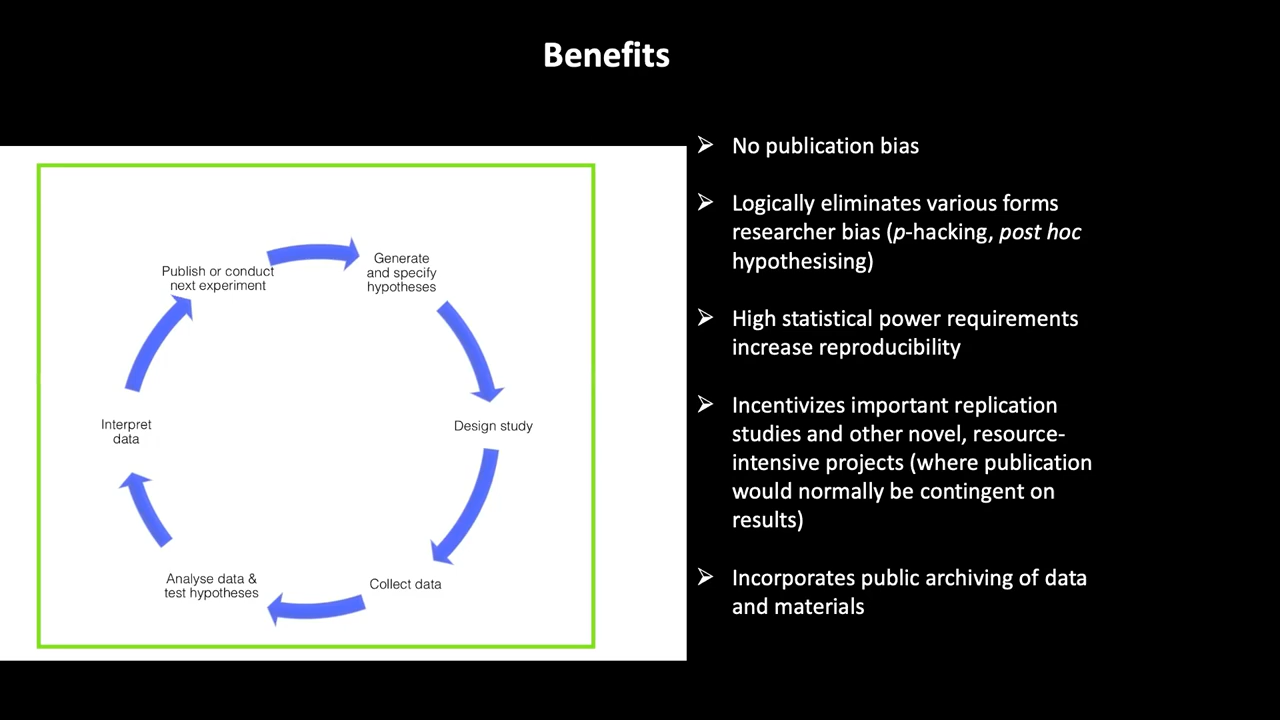 Benefits
Publish or conduct
next experiment
Generate
and specify
hypotheses
Design study
Collect data
Analyse data &
test hypotheses
Interpret
data
➢ No publication bias
➢ Logically eliminates various forms
researcher bias (p-hacking, post hoc
hypothesising)
➢ High statistical power requirements
increase reproducibility
➢ Incentivizes important replication
studies and other novel, resource-
intensive projects (where publication
would normally be contingent on
results)
➢ Incorporates public archiving of data
and materials